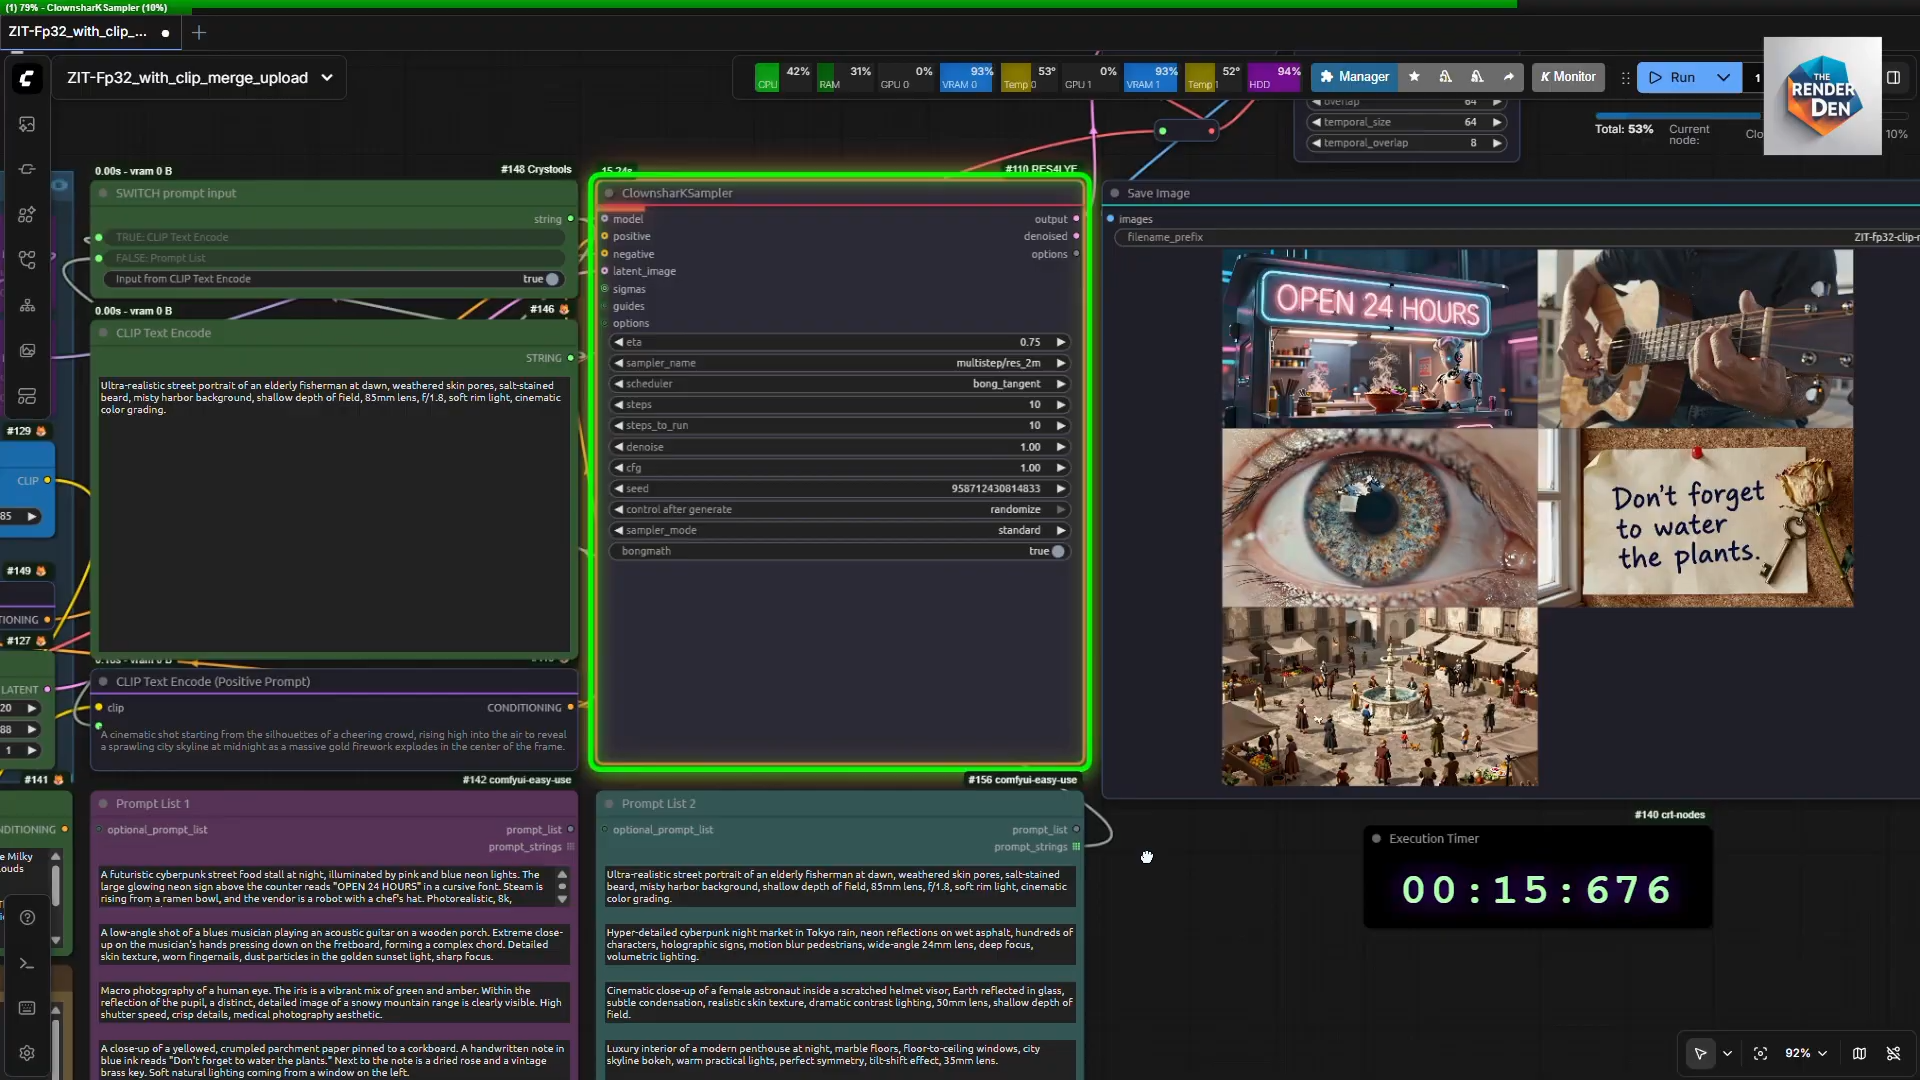 (1) 79% - ClownsharKSampler (10%)
ZIT-Fp32_with_clip_...
ZIT-Fp32_with_clip_merge_upload
42%
CPU
31%
RAM
0%
GPU 0
93%
VRAM 0
53°
Temp 0
0%
GPU 1
93%
VRAM 1
52°
Temp 1
94%
HDD
Manager
Monitor
Run
1
THE
RENDER
DEN
Total: 53%
Current
node:
Clo
10%
overlap
64
temporal_size
64
temporal_overlap
8
0.00s - vram 0 B
#148 Crystools
SWITCH prompt input
string
TRUE: CLIP Text Encode
FALSE: Prompt List
Input from CLIP Text Encode
true
0.00s - vram 0 B
#146
CLIP Text Encode
STRING
Ultra-realistic street portrait of an elderly fisherman at dawn, weathered skin pores, salt-stained
beard, misty harbor background, shallow depth of field, 85mm lens, f/1.8, soft rim light, cinematic
color grading.
#129
CLIP
85
#149
IONING
#127
LATENT
20
88
1
#141
NDITIONING
e Milky
louds
CLIP Text Encode (Positive Prompt)
clip
CONDITIONING
A cinematic shot starting from the silhouettes of a cheering crowd, rising high into the air to reveal
a sprawling city skyline at midnight as a massive gold firework explodes in the center of the frame.
#142 comfyui-easy-use
Prompt List 1
optional_prompt_list
prompt_list
prompt_strings
A futuristic cyberpunk street food stall at night, illuminated by pink and blue neon lights. The
large glowing neon sign above the counter reads "OPEN 24 HOURS" in a cursive font. Steam is
rising from a ramen bowl, and the vendor is a robot with a chef's hat. Photorealistic, 8k,
A low-angle shot of a blues musician playing an acoustic guitar on a wooden porch. Extreme close-
up on the musician's hands pressing down on the fretboard, forming a complex chord. Detailed
skin texture, worn fingernails, dust particles in the golden sunset light, sharp focus.
Macro photography of a human eye. The iris is a vibrant mix of green and amber. Within the
reflection of the pupil, a distinct, detailed image of a snowy mountain range is clearly visible. High
shutter speed, crisp details, medical photography aesthetic.
A close-up of a yellowed, crumpled parchment paper pinned to a corkboard. A handwritten note in
blue ink reads "Don't forget to water the plants." Next to the note is a dried rose and a vintage
brass key. Soft natural lighting coming from a window on the left.
15.24s
#110 RES4LYF
ClownsharKSampler
model
output
positive
denoised
negative
options
latent_image
sigmas
guides
options
eta
0.75
sampler_name
multistep/res_2m
scheduler
bong_tangent
steps
10
steps_to_run
10
denoise
1.00
cfg
1.00
seed
958712430814833
control after generate
randomize
sampler_mode
standard
bongmath
true
#156 comfyui-easy-use
Prompt List 2
optional_prompt_list
prompt_list
prompt_strings
Ultra-realistic street portrait of an elderly fisherman at dawn, weathered skin pores, salt-stained
beard, misty harbor background, shallow depth of field, 85mm lens, f/1.8, soft rim light, cinematic
color grading.
Hyper-detailed cyberpunk night market in Tokyo rain, neon reflections on wet asphalt, hundreds of
characters, holographic signs, motion blur pedestrians, wide-angle 24mm lens, deep focus,
volumetric lighting.
Cinematic close-up of a female astronaut inside a scratched helmet visor, Earth reflected in glass,
subtle condensation, realistic skin texture, dramatic contrast lighting, 50mm lens, shallow depth of
field.
Luxury interior of a modern penthouse at night, marble floors, floor-to-ceiling windows, city
skyline bokeh, warm practical lights, perfect symmetry, tilt-shift effect, 35mm lens.
Save Image
images
filename_prefix
ZIT-fp32-clip-r
OPEN 24 HOURS
Don't forget
to water
the plants.
#140 crt-nodes
Execution Timer
00:15:676
92%